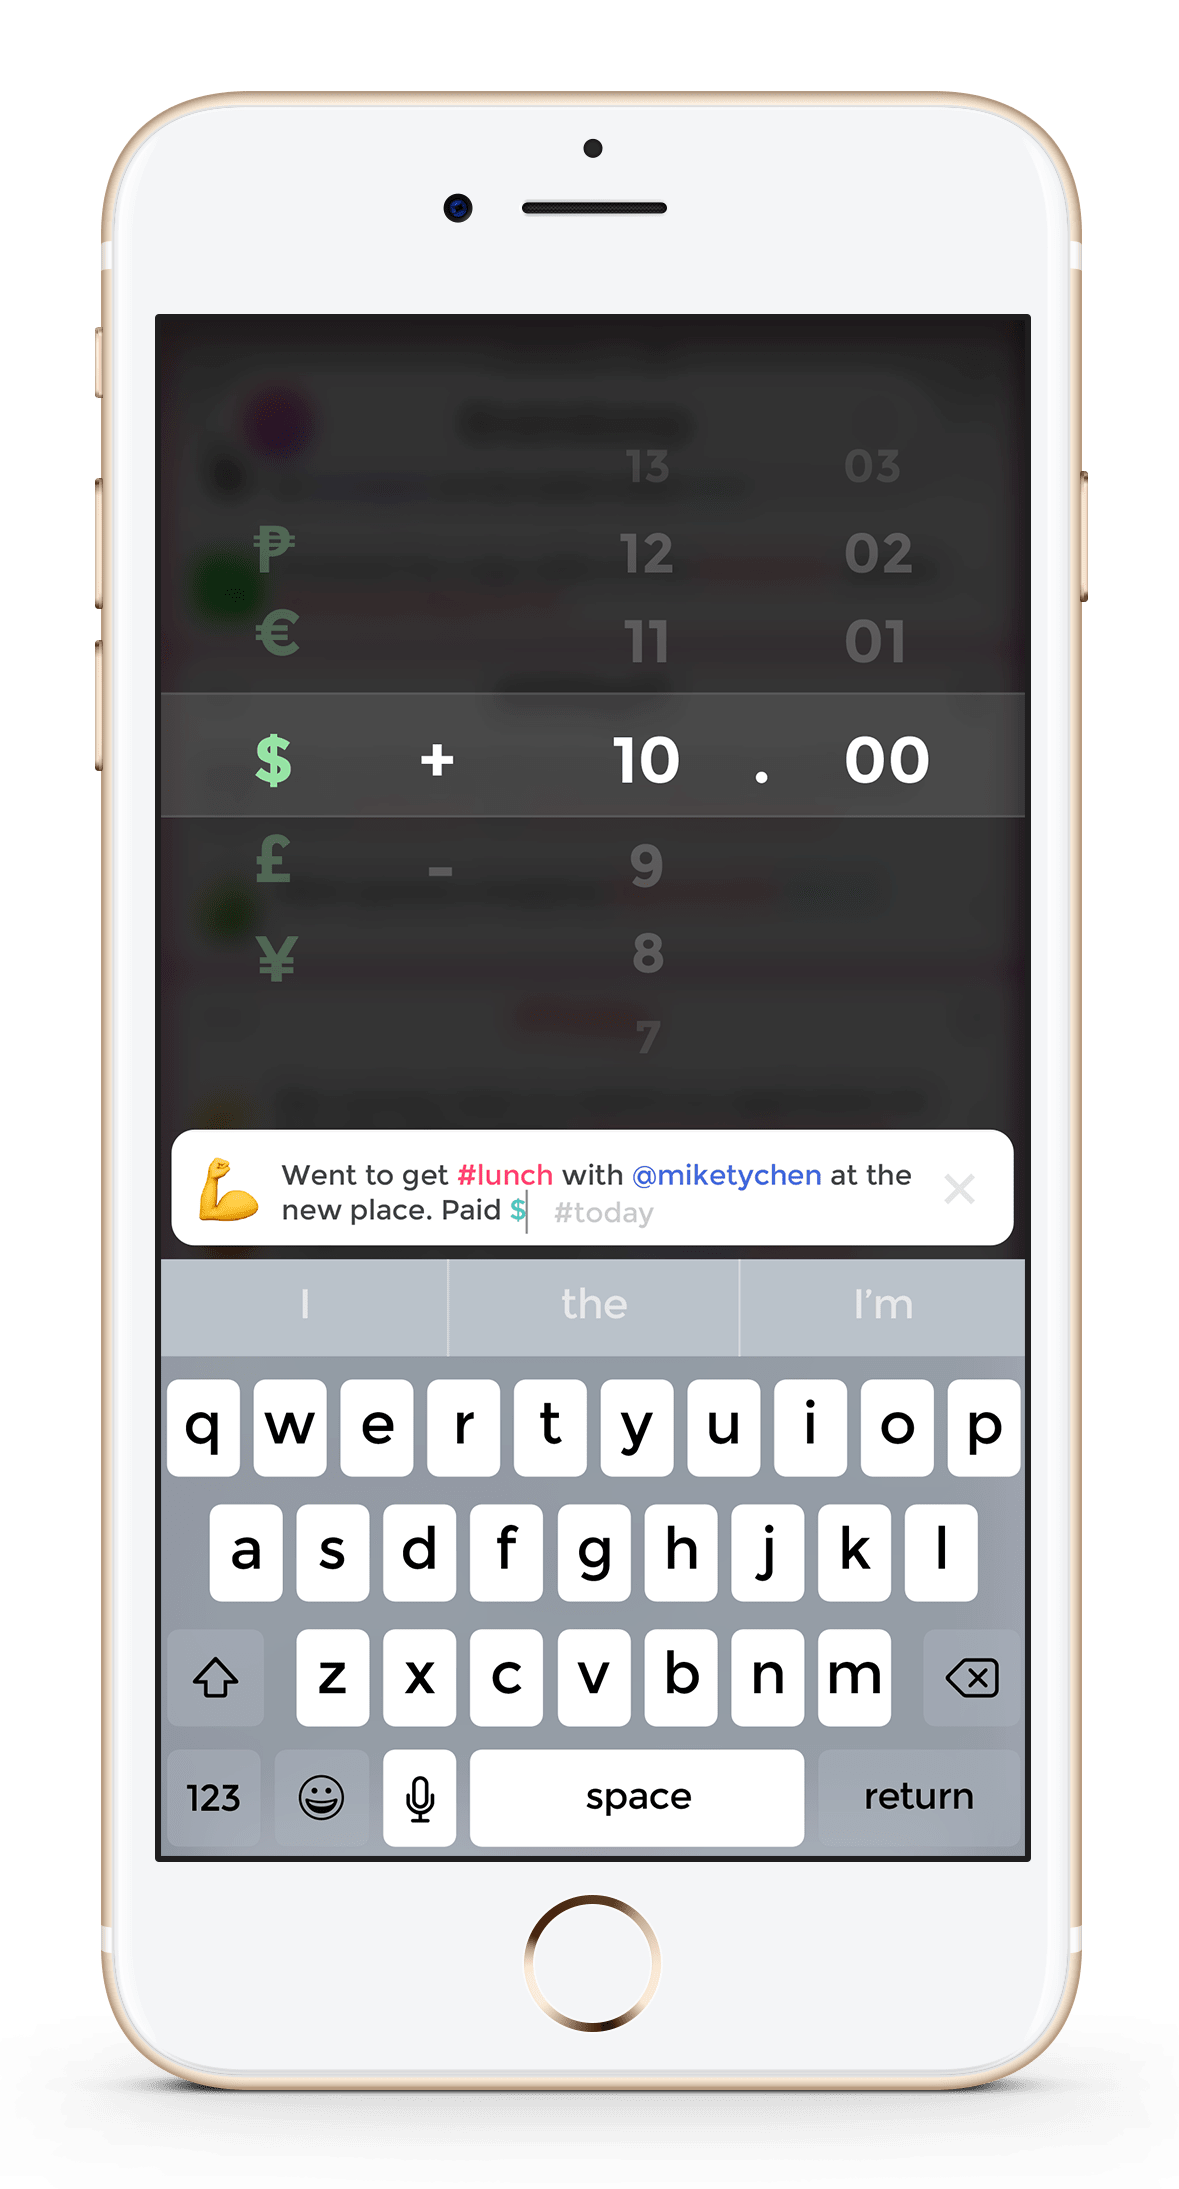 13 03
₱ 12 02
€ 11 01
$ + 10 . 00
£ - 9
¥ 8
7
Went to get #lunch with @miketychen at the
new place. Paid $ #today
I the I’m
q w e r t y u i o p
a s d f g h j k l
z x c v b n m
123 space return